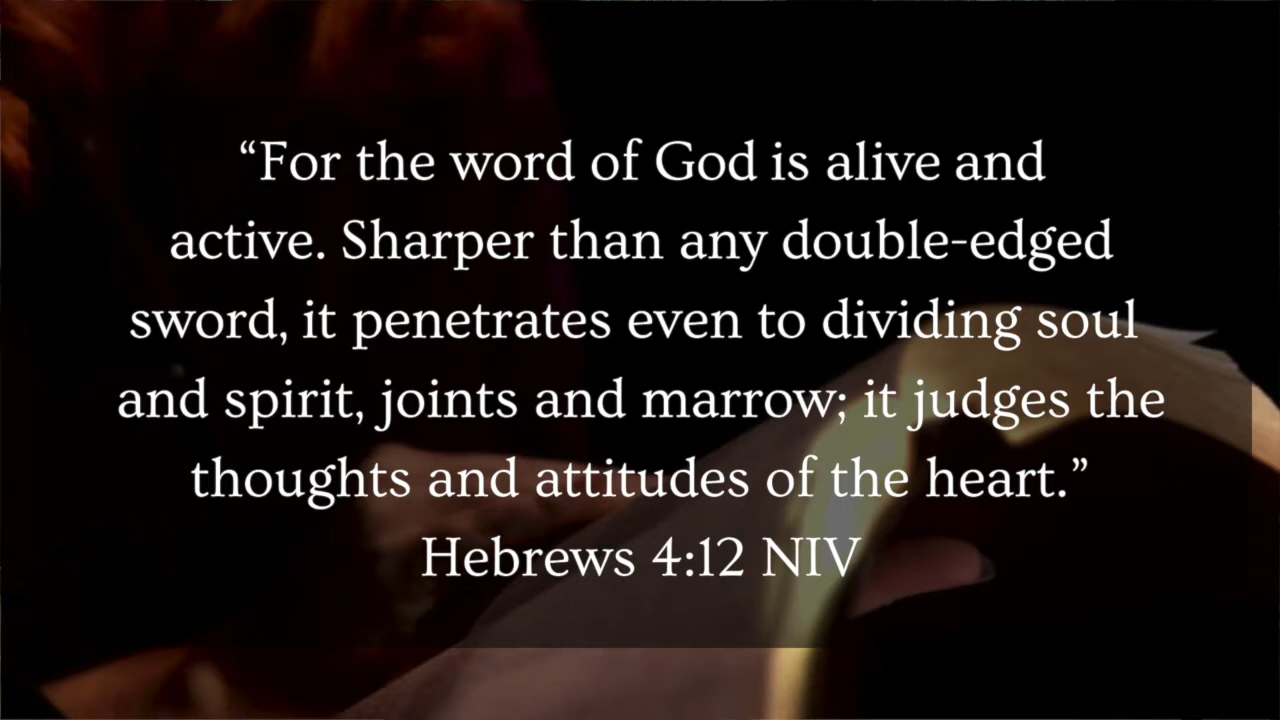 “For the word of God is alive and
active. Sharper than any double-edged
sword, it penetrates even to dividing soul
and spirit, joints and marrow; it judges the
thoughts and attitudes of the heart.”
Hebrews 4:12 NIV